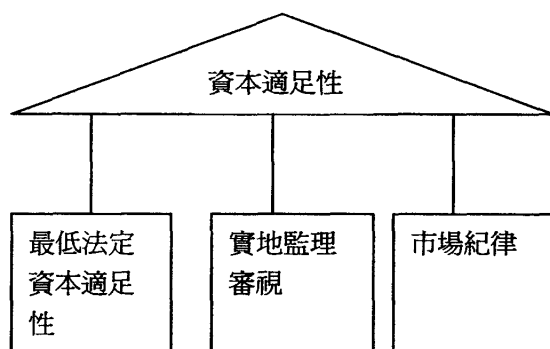 資本適足性
最低法定
資本適足
性
實地監理
審視
市場紀律